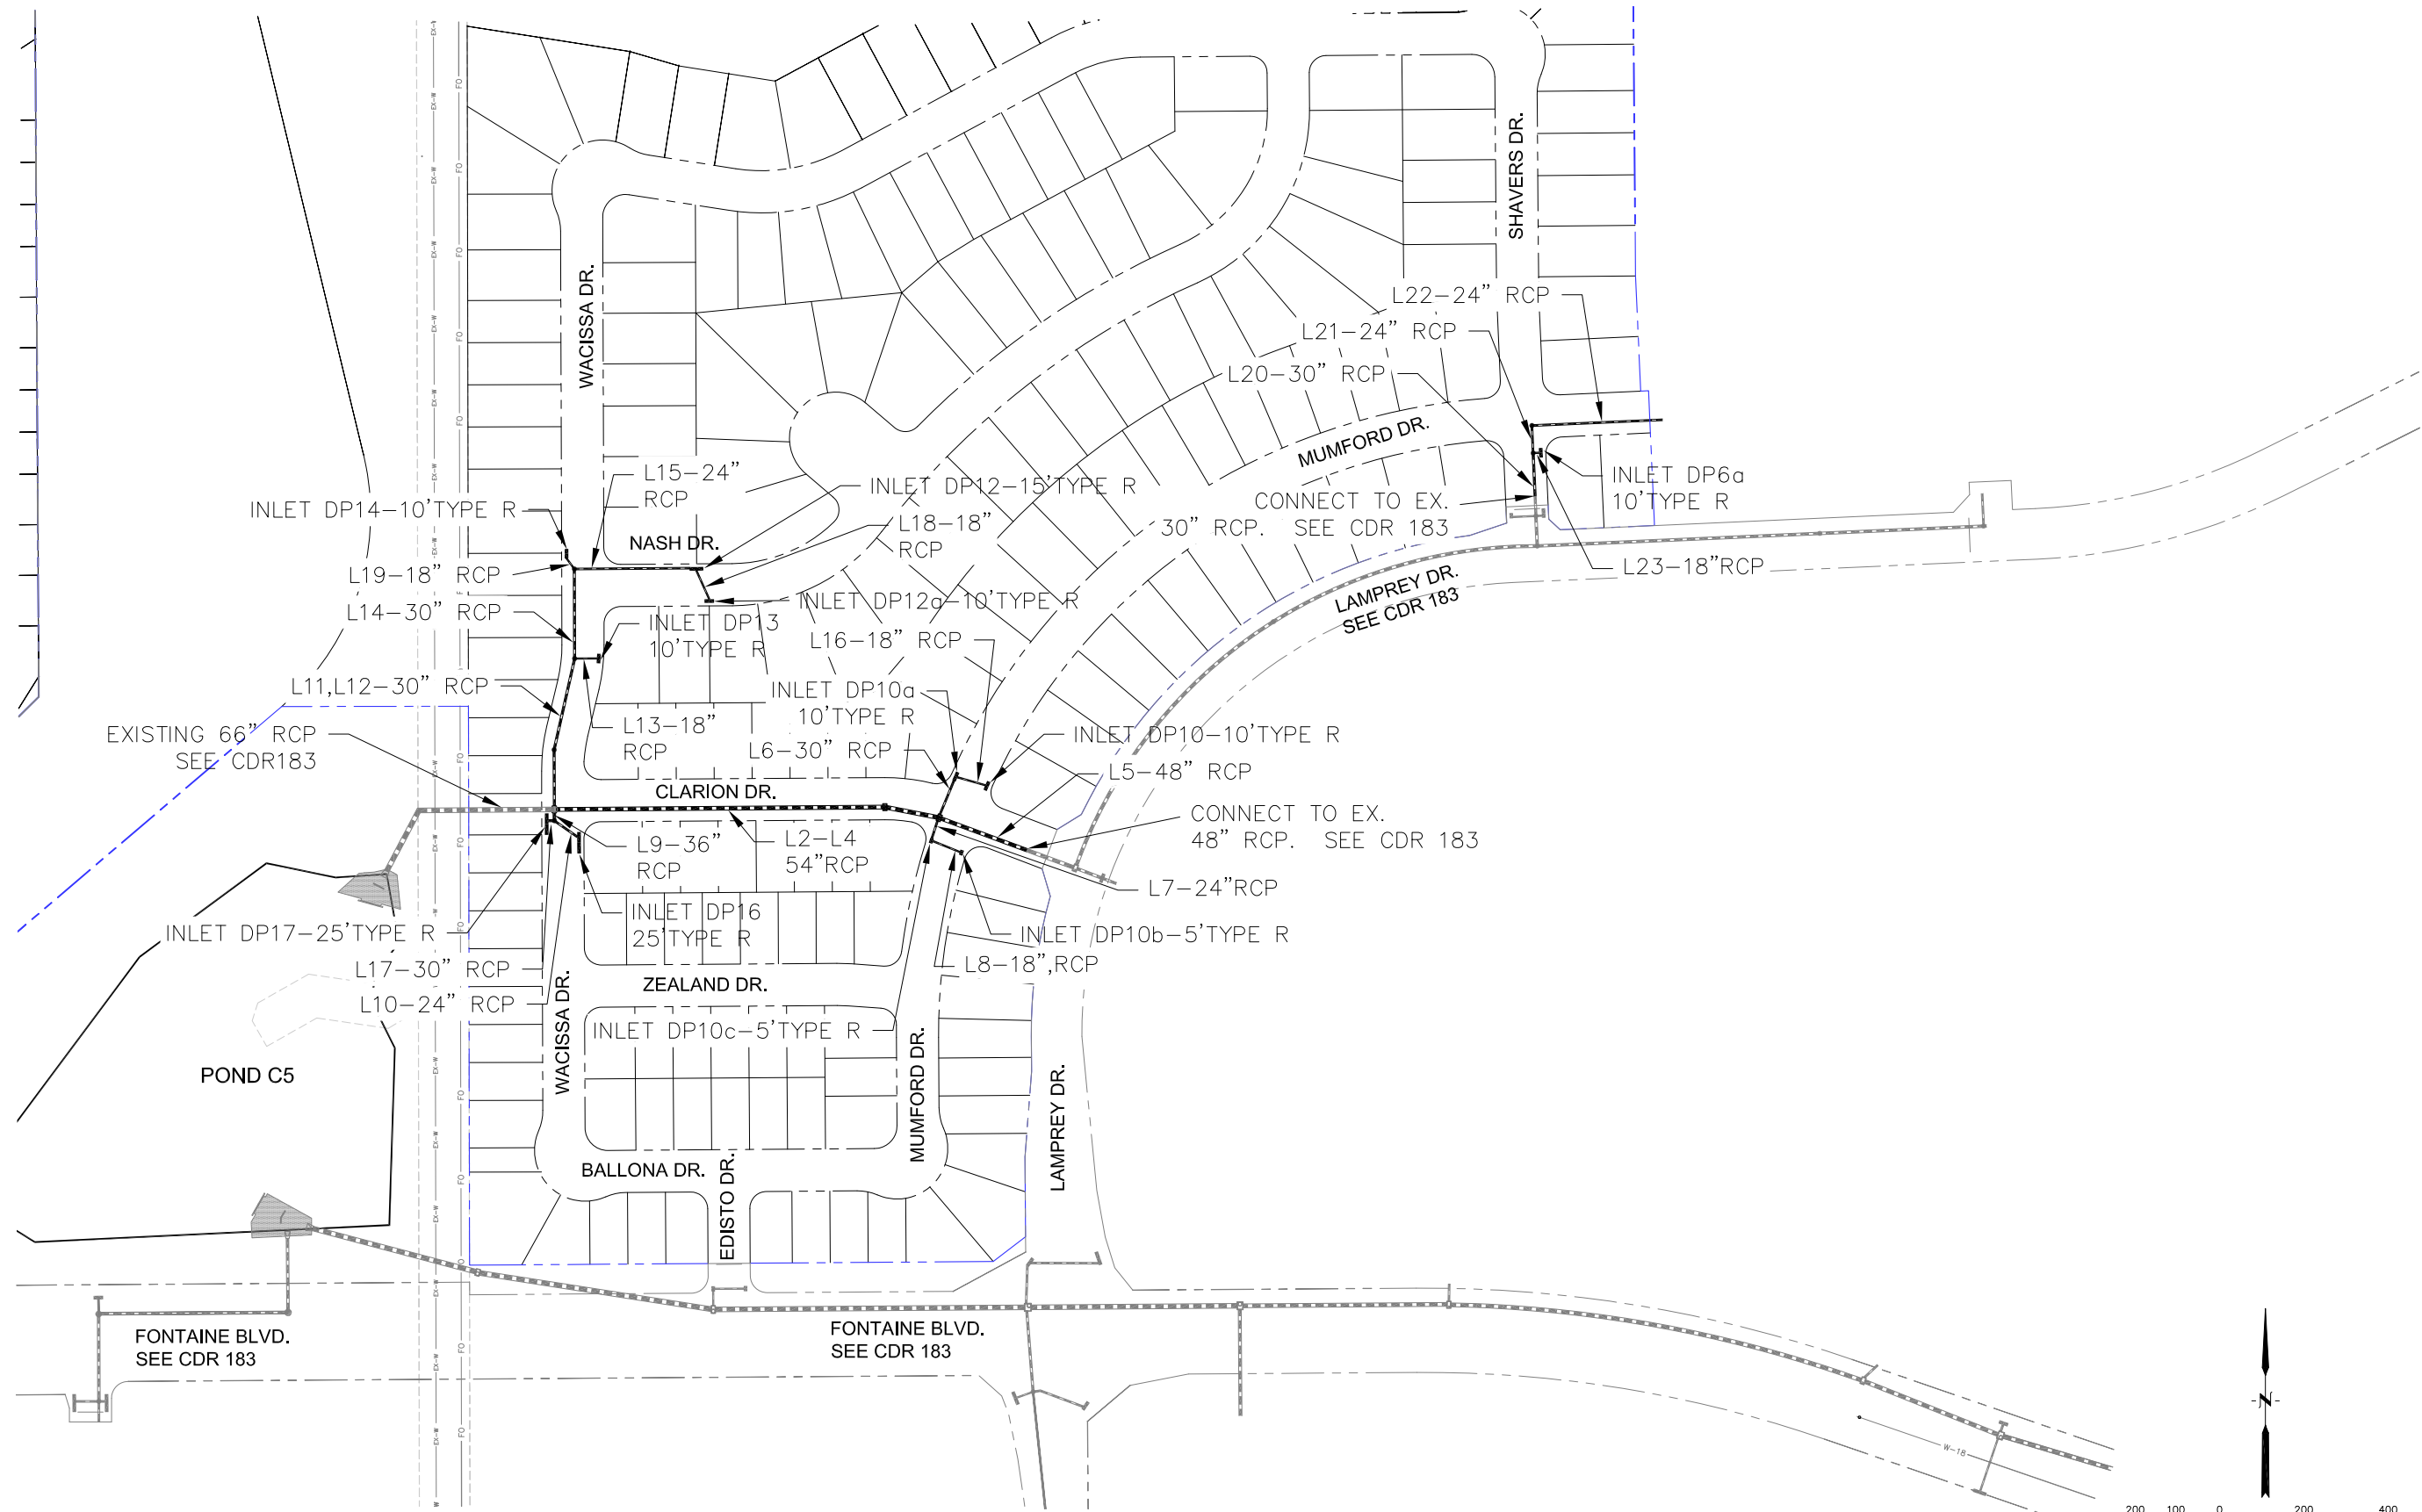 SHAVERS DR.
WACISSA DR.
L22-24" RCP
L21-24" RCP
L20-30" RCP
MUMFORD DR.
L15-24"
RCP
INLET DP12-15'TYPE R
INLET DP14-10'TYPE R
L18-18"
RCP
NASH DR.
CONNECT TO EX.
30" RCP.  SEE CDR 183
INLET DP6a
10'TYPE R
L19-18" RCP
L23-18"RCP
L14-30" RCP
INLET DP12a-10'TYPE R
LAMPREY DR.
SEE CDR 183
INLET DP13
10'TYPE R
L16-18" RCP
L11,L12-30" RCP
INLET DP10a
10'TYPE R
L13-18"
RCP
EXISTING 66" RCP
SEE CDR183
L6-30" RCP
INLET DP10-10'TYPE R
L5-48" RCP
CLARION DR.
CONNECT TO EX.
48" RCP.  SEE CDR 183
L9-36"
RCP
L2-L4
54"RCP
L7-24"RCP
INLET DP16
25'TYPE R
INLET DP17-25'TYPE R
INLET DP10b-5'TYPE R
L17-30" RCP
L8-18",RCP
ZEALAND DR.
L10-24" RCP
INLET DP10c-5'TYPE R
WACISSA DR.
MUMFORD DR.
LAMPREY DR.
POND C5
BALLONA DR.
EDISTO DR.
FONTAINE BLVD.
SEE CDR 183
FONTAINE BLVD.
SEE CDR 183
W-18
N
200 100 0 200 400
EX-W
FO